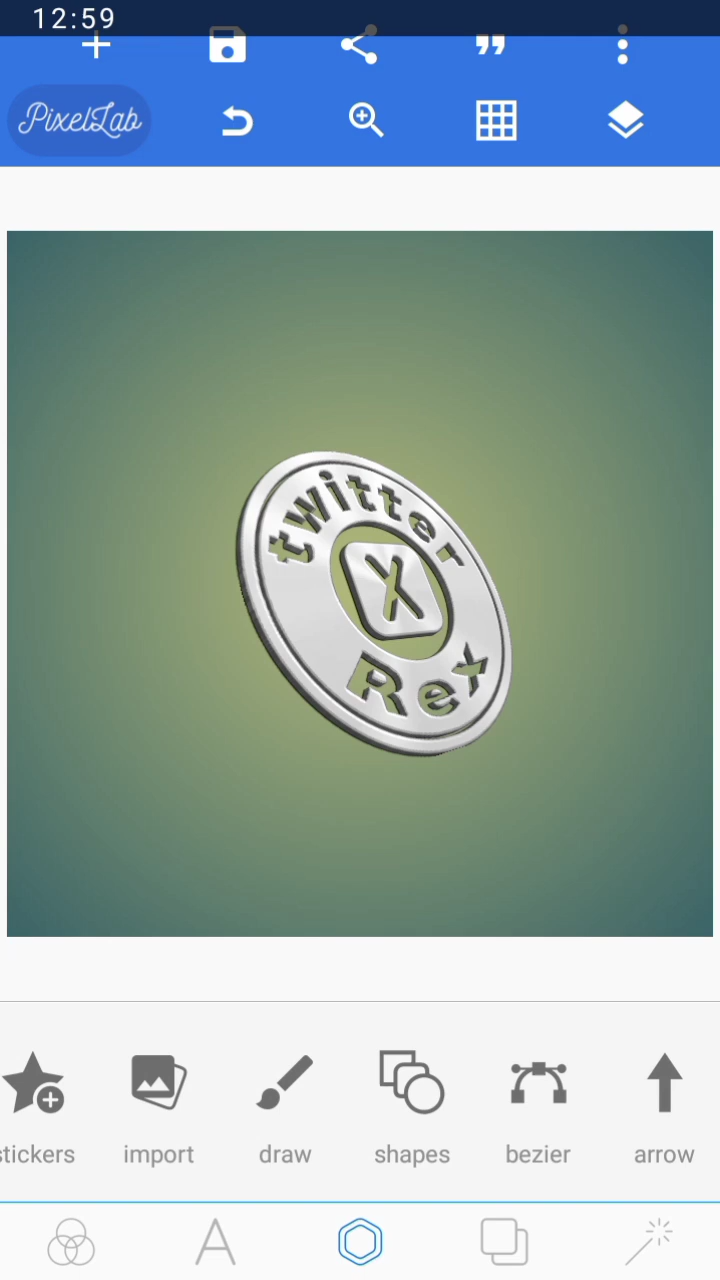 12:59
PixelLab
twitter
X
Rex
stickers
import
draw
shapes
bezier
arrow